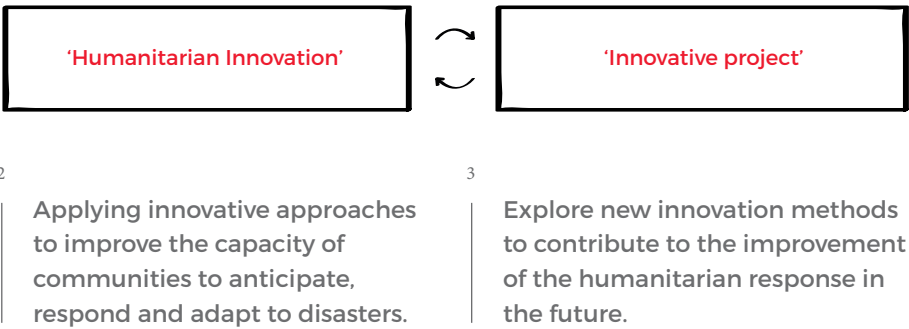 ‘Humanitarian Innovation’
‘Innovative project’
2
Applying innovative approaches
to improve the capacity of
communities to anticipate,
respond and adapt to disasters.
3
Explore new innovation methods
to contribute to the improvement
of the humanitarian response in
the future.